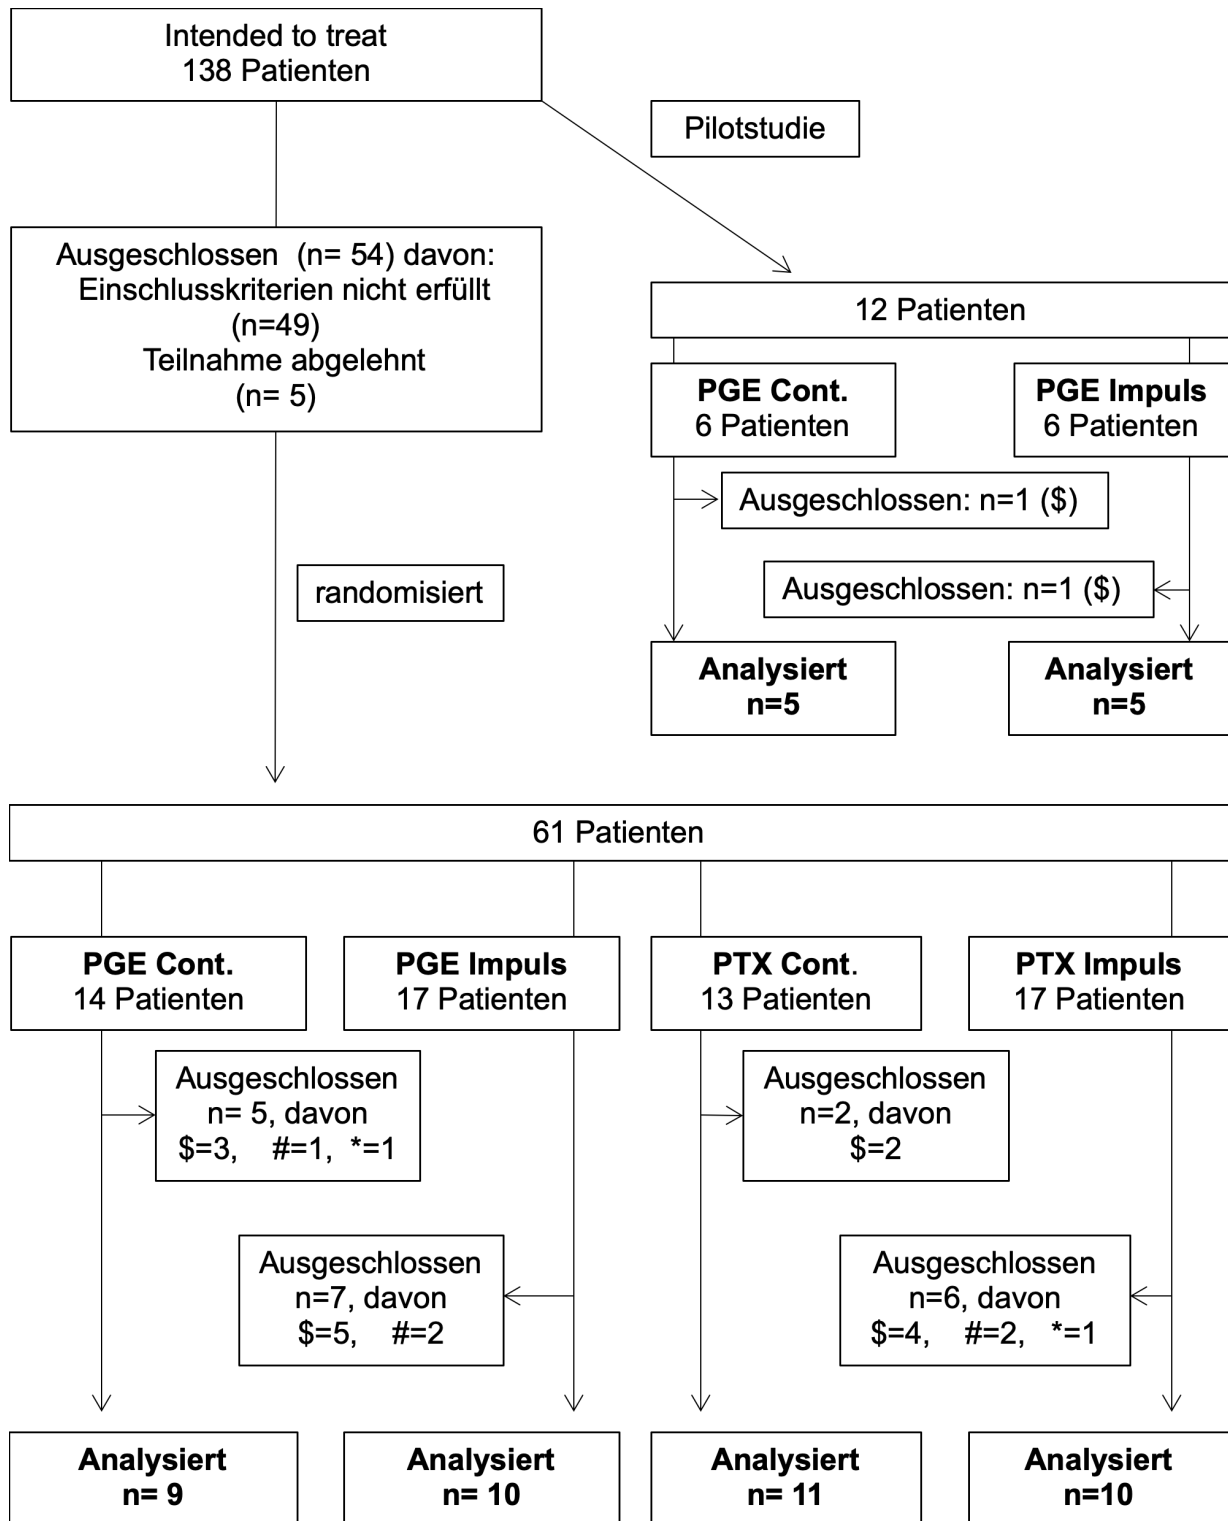 Intended to treat
138 Patienten
Pilotstudie
Ausgeschlossen (n= 54) davon:
Einschlusskriterien nicht erfüllt
(n=49)
Teilnahme abgelehnt
(n= 5)
12 Patienten
PGE Cont.
6 Patienten
PGE Impuls
6 Patienten
Ausgeschlossen: n=1 ($)
Ausgeschlossen: n=1 ($)
randomisiert
Analysiert
n=5
Analysiert
n=5
61 Patienten
PGE Cont.
14 Patienten
PGE Impuls
17 Patienten
PTX Cont.
13 Patienten
PTX Impuls
17 Patienten
Ausgeschlossen
n= 5, davon
$=3, #=1, *=1
Ausgeschlossen
n=2, davon
$=2
Ausgeschlossen
n=7, davon
$=5, #=2
Ausgeschlossen
n=6, davon
$=4, #=2, *=1
Analysiert
n= 9
Analysiert
n= 10
Analysiert
n= 11
Analysiert
n=10